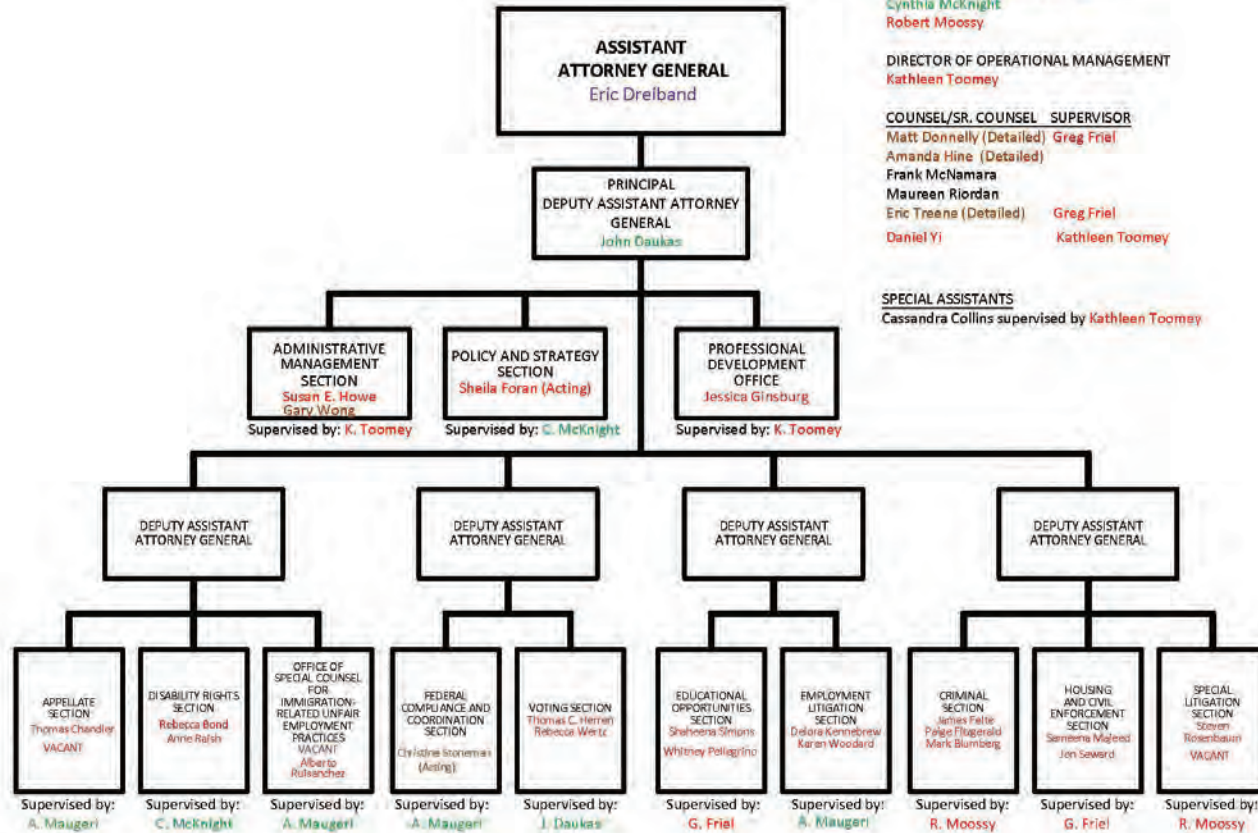 Cynthia McKnight
Robert Moossy
DIRECTOR OF OPERATIONAL MANAGEMENT
Kathleen Toomey
COUNSEL/SR. COUNSEL SUPERVISOR
Matt Donnelly (Detailed) Greg Friel
Amanda Hine (Detailed)
Frank McNamara
Maureen Riordan
Eric Treene (Detailed) Greg Friel
Daniel Yi Kathleen Toomey
SPECIAL ASSISTANTS
Cassandra Collins supervised by Kathleen Toomey
ASSISTANT
ATTORNEY GENERAL
Eric Dreiband
PRINCIPAL
DEPUTY ASSISTANT ATTORNEY
GENERAL
John Daukas
ADMINISTRATIVE
MANAGEMENT
SECTION
Susan E. Howe
Gary Wong
Supervised by: K. Toomey
POLICY AND STRATEGY
SECTION
Sheila Foran (Acting)
Supervised by: C. McKnight
PROFESSIONAL
DEVELOPMENT
OFFICE
Jessica Ginsburg
Supervised by: K. Toomey
DEPUTY ASSISTANT
ATTORNEY GENERAL
DEPUTY ASSISTANT
ATTORNEY GENERAL
DEPUTY ASSISTANT
ATTORNEY GENERAL
DEPUTY ASSISTANT
ATTORNEY GENERAL
APPELLATE
SECTION
Thomas Chandler
VACANT
Supervised by:
A. Maugeri
DISABILITY RIGHTS
SECTION
Rebecca Bond
Anne Raish
Supervised by:
C. McKnight
OFFICE OF
SPECIAL COUNSEL
FOR
IMMIGRATION-
RELATED UNFAIR
EMPLOYMENT
PRACTICES
VACANT
Alberto
Ruisanchez
Supervised by:
A. Maugeri
FEDERAL
COMPLIANCE AND
COORDINATION
SECTION
Christine Stoneman
(Acting)
Supervised by:
A. Maugeri
VOTING SECTION
Thomas C. Herren
Rebecca Wertz
Supervised by:
J. Daukas
EDUCATIONAL
OPPORTUNITIES
SECTION
Shaheena Simons
Whitney Pellegrino
Supervised by:
G. Friel
EMPLOYMENT
LITIGATION
SECTION
Delora Kennebrew
Karen Woodard
Supervised by:
A. Maugeri
CRIMINAL
SECTION
James Felte
Paige Fitzgerald
Mark Blumberg
Supervised by:
R. Moossy
HOUSING
AND CIVIL
ENFORCEMENT
SECTION
Sameena Majeed
Jon Seward
Supervised by:
G. Friel
SPECIAL
LITIGATION
SECTION
Steven
Rosenbaum
VACANT
Supervised by:
R. Moossy